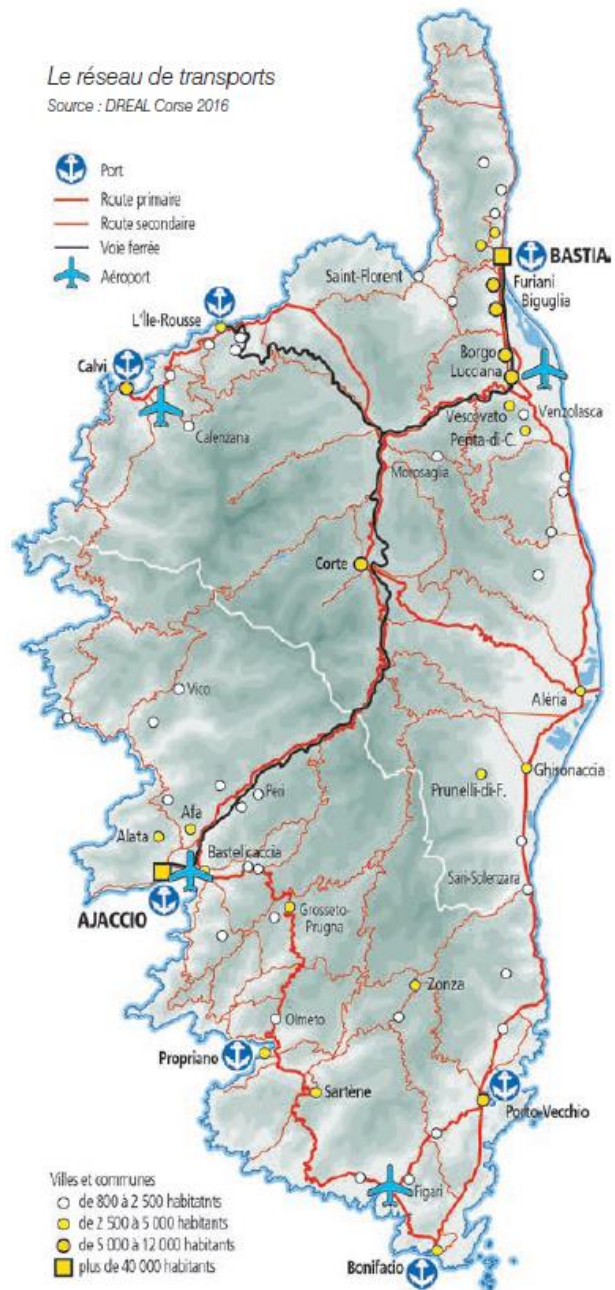 Le réseau de transports
Source : DREAL Corse 2016
Port
Route primaire
Route secondaire
Voie ferrée
Aéroport
BASTIA
Saint-Florent
Furiani
Biguglia
L'Île-Rousse
Borgo
Lucciana
Calvi
Vescovato
Venzolasca
Penta-di-C.
Calenzana
Morosaglia
Corte
Vico
Aléria
Ghisonaccia
Prunelli-di-F.
Peri
Afa
Alata
Bastelicaccia
Sari-Solenzara
AJACCIO
Grosseto-
Prugna
Zonza
Olmeto
Propriano
Sartène
Porto-Vecchio
Figari
Bonifacio
Villes et communes
de 800 à 2 500 habitatnts
de 2 500 à 5 000 habitants
de 5 000 à 12 000 habitants
plus de 40 000 habitants